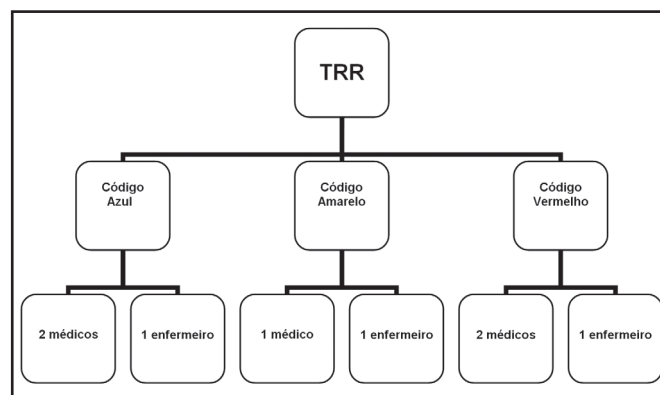 TRR
Código
Azul
Código
Amarelo
Código
Vermelho
2 médicos
1 enfermeiro
1 médico
1 enfermeiro
2 médicos
1 enfermeiro